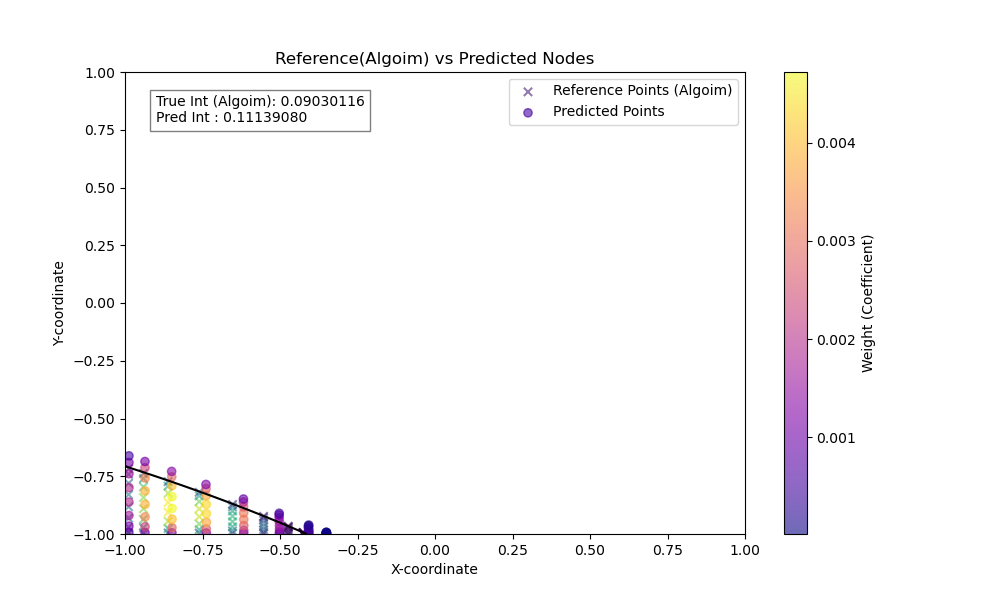 Reference(Algoim) vs Predicted Nodes
True Int (Algoim): 0.09030116
Pred Int : 0.11139080
Reference Points (Algoim)
Predicted Points
1.00
0.75
0.50
0.25
0.00
−0.25
−0.50
−0.75
−1.00
Y-coordinate
−1.00
−0.75
−0.50
−0.25
0.00
0.25
0.50
0.75
1.00
X-coordinate
0.004
0.003
0.002
0.001
Weight (Coefficient)